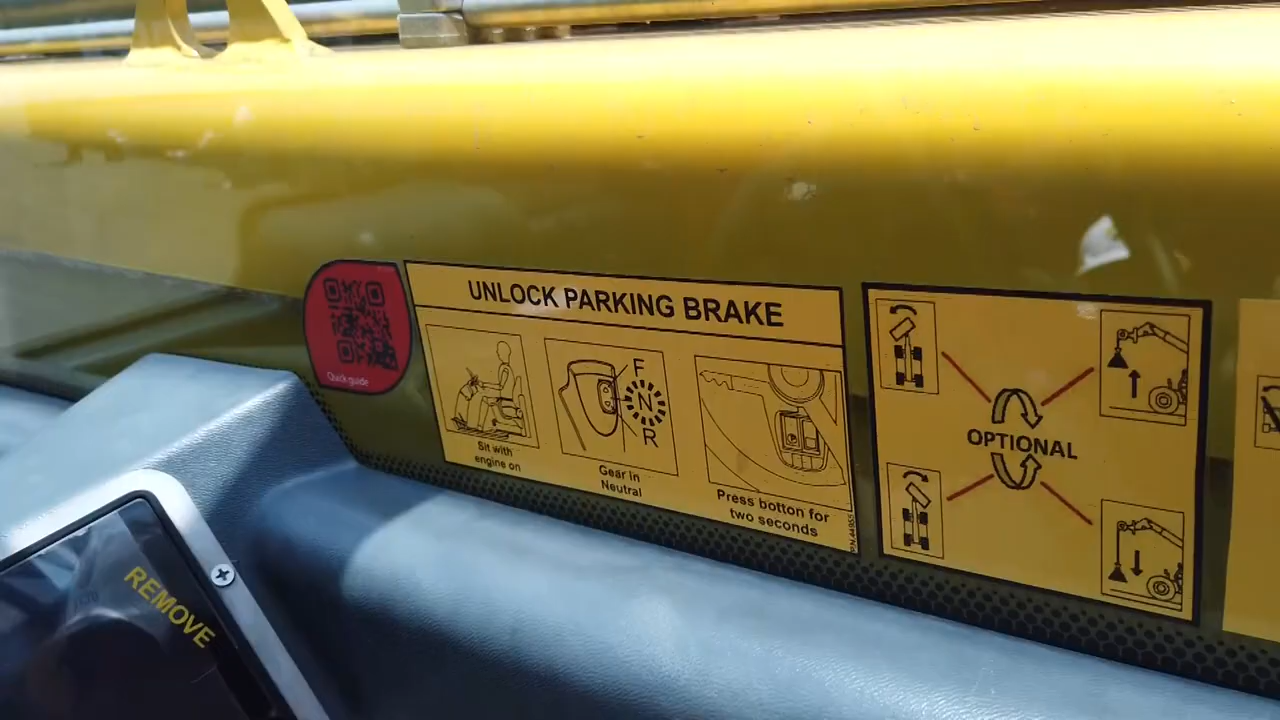 UNLOCK PARKING BRAKE
Quick guide
Sit with
engine on
F
N
R
Gear in
Neutral
Press botton for
two seconds
OPTIONAL
REMOVE